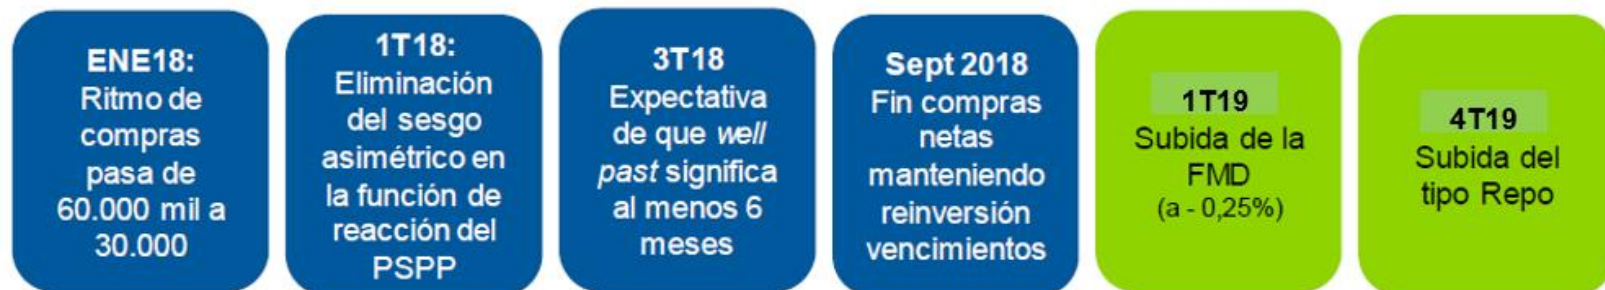 ENE18:
Ritmo de
compras
pasa de
60.000 mil a
30.000
1T18:
Eliminación
del sesgo
asimétrico en
la función de
reacción del
PSPP
3T18
Expectativa
de que well
past significa
al menos 6
meses
Sept 2018
Fin compras
netas
manteniendo
reinversión
vencimientos
1T19
Subida de la
FMD
(a - 0,25%)
4T19
Subida del
tipo Repo